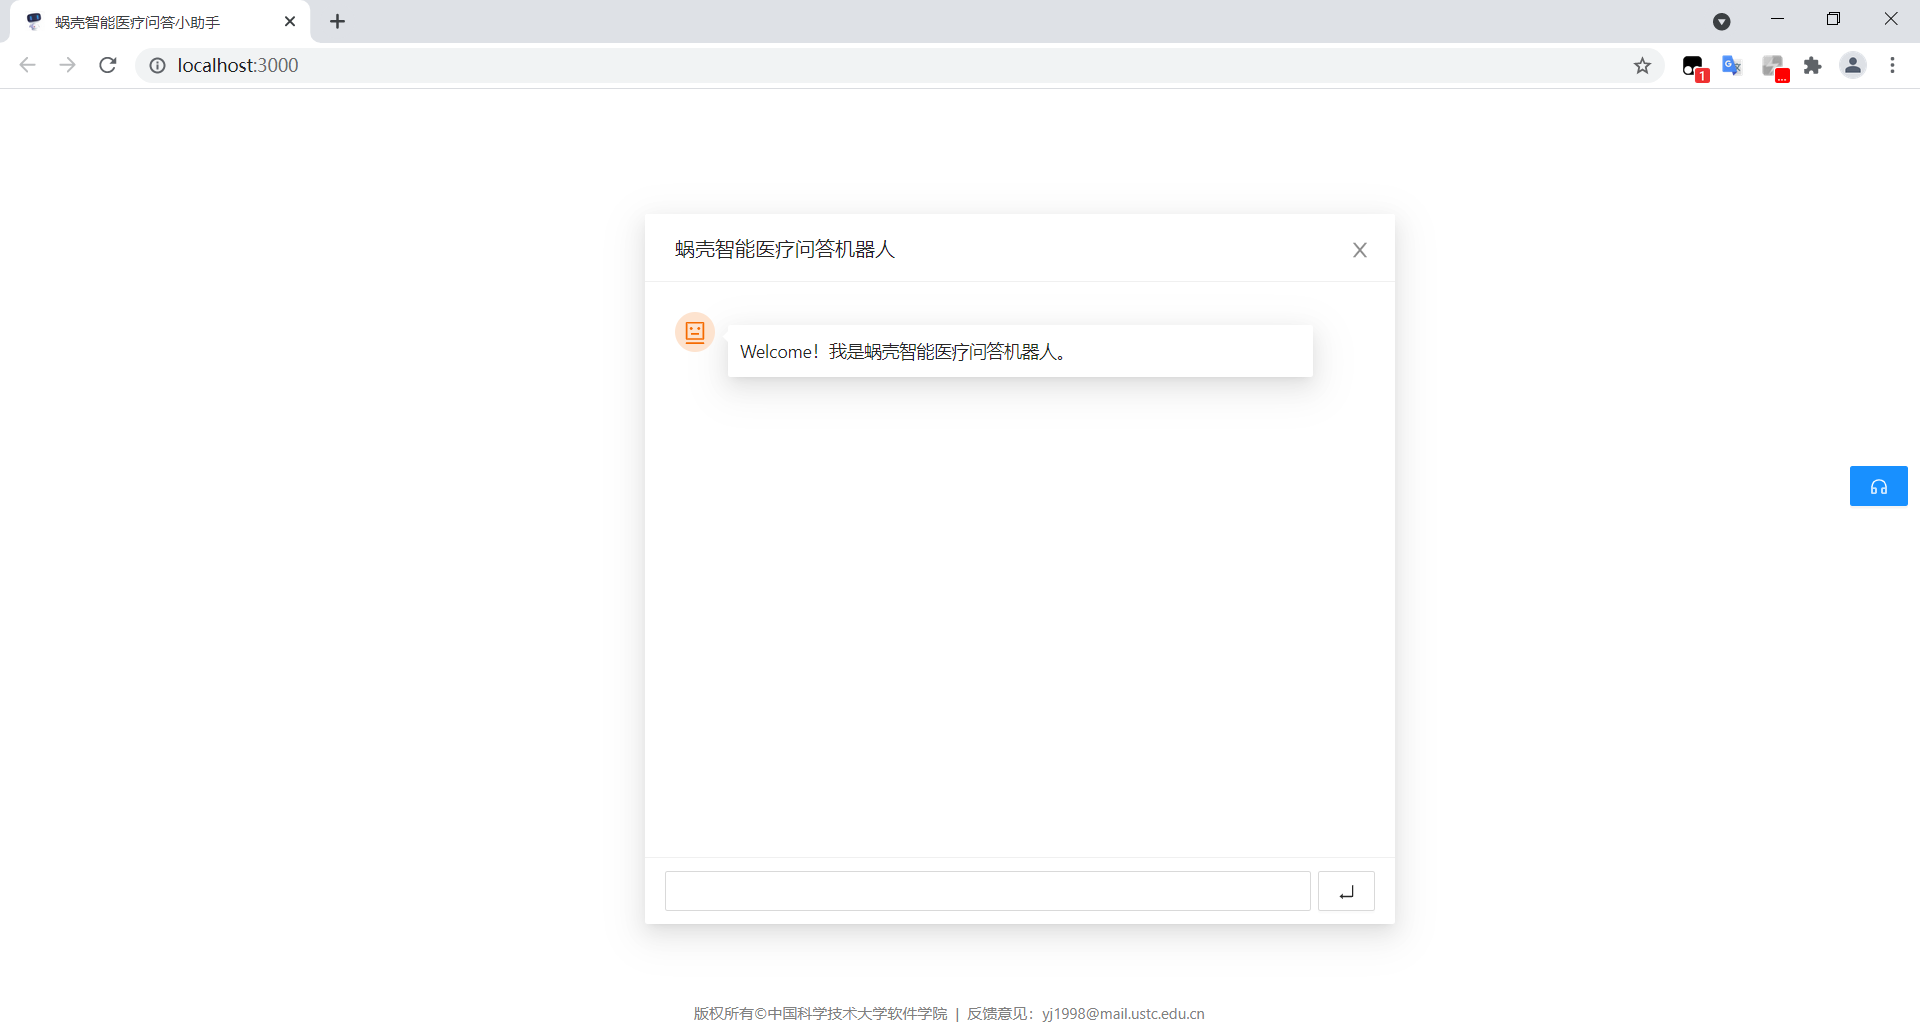 蜗壳智能医疗问答小助手
localhost:3000
1
...
蜗壳智能医疗问答机器人
Welcome！我是蜗壳智能医疗问答机器人。
版权所有©中国科学技术大学软件学院 | 反馈意见：yj1998@mail.ustc.edu.cn